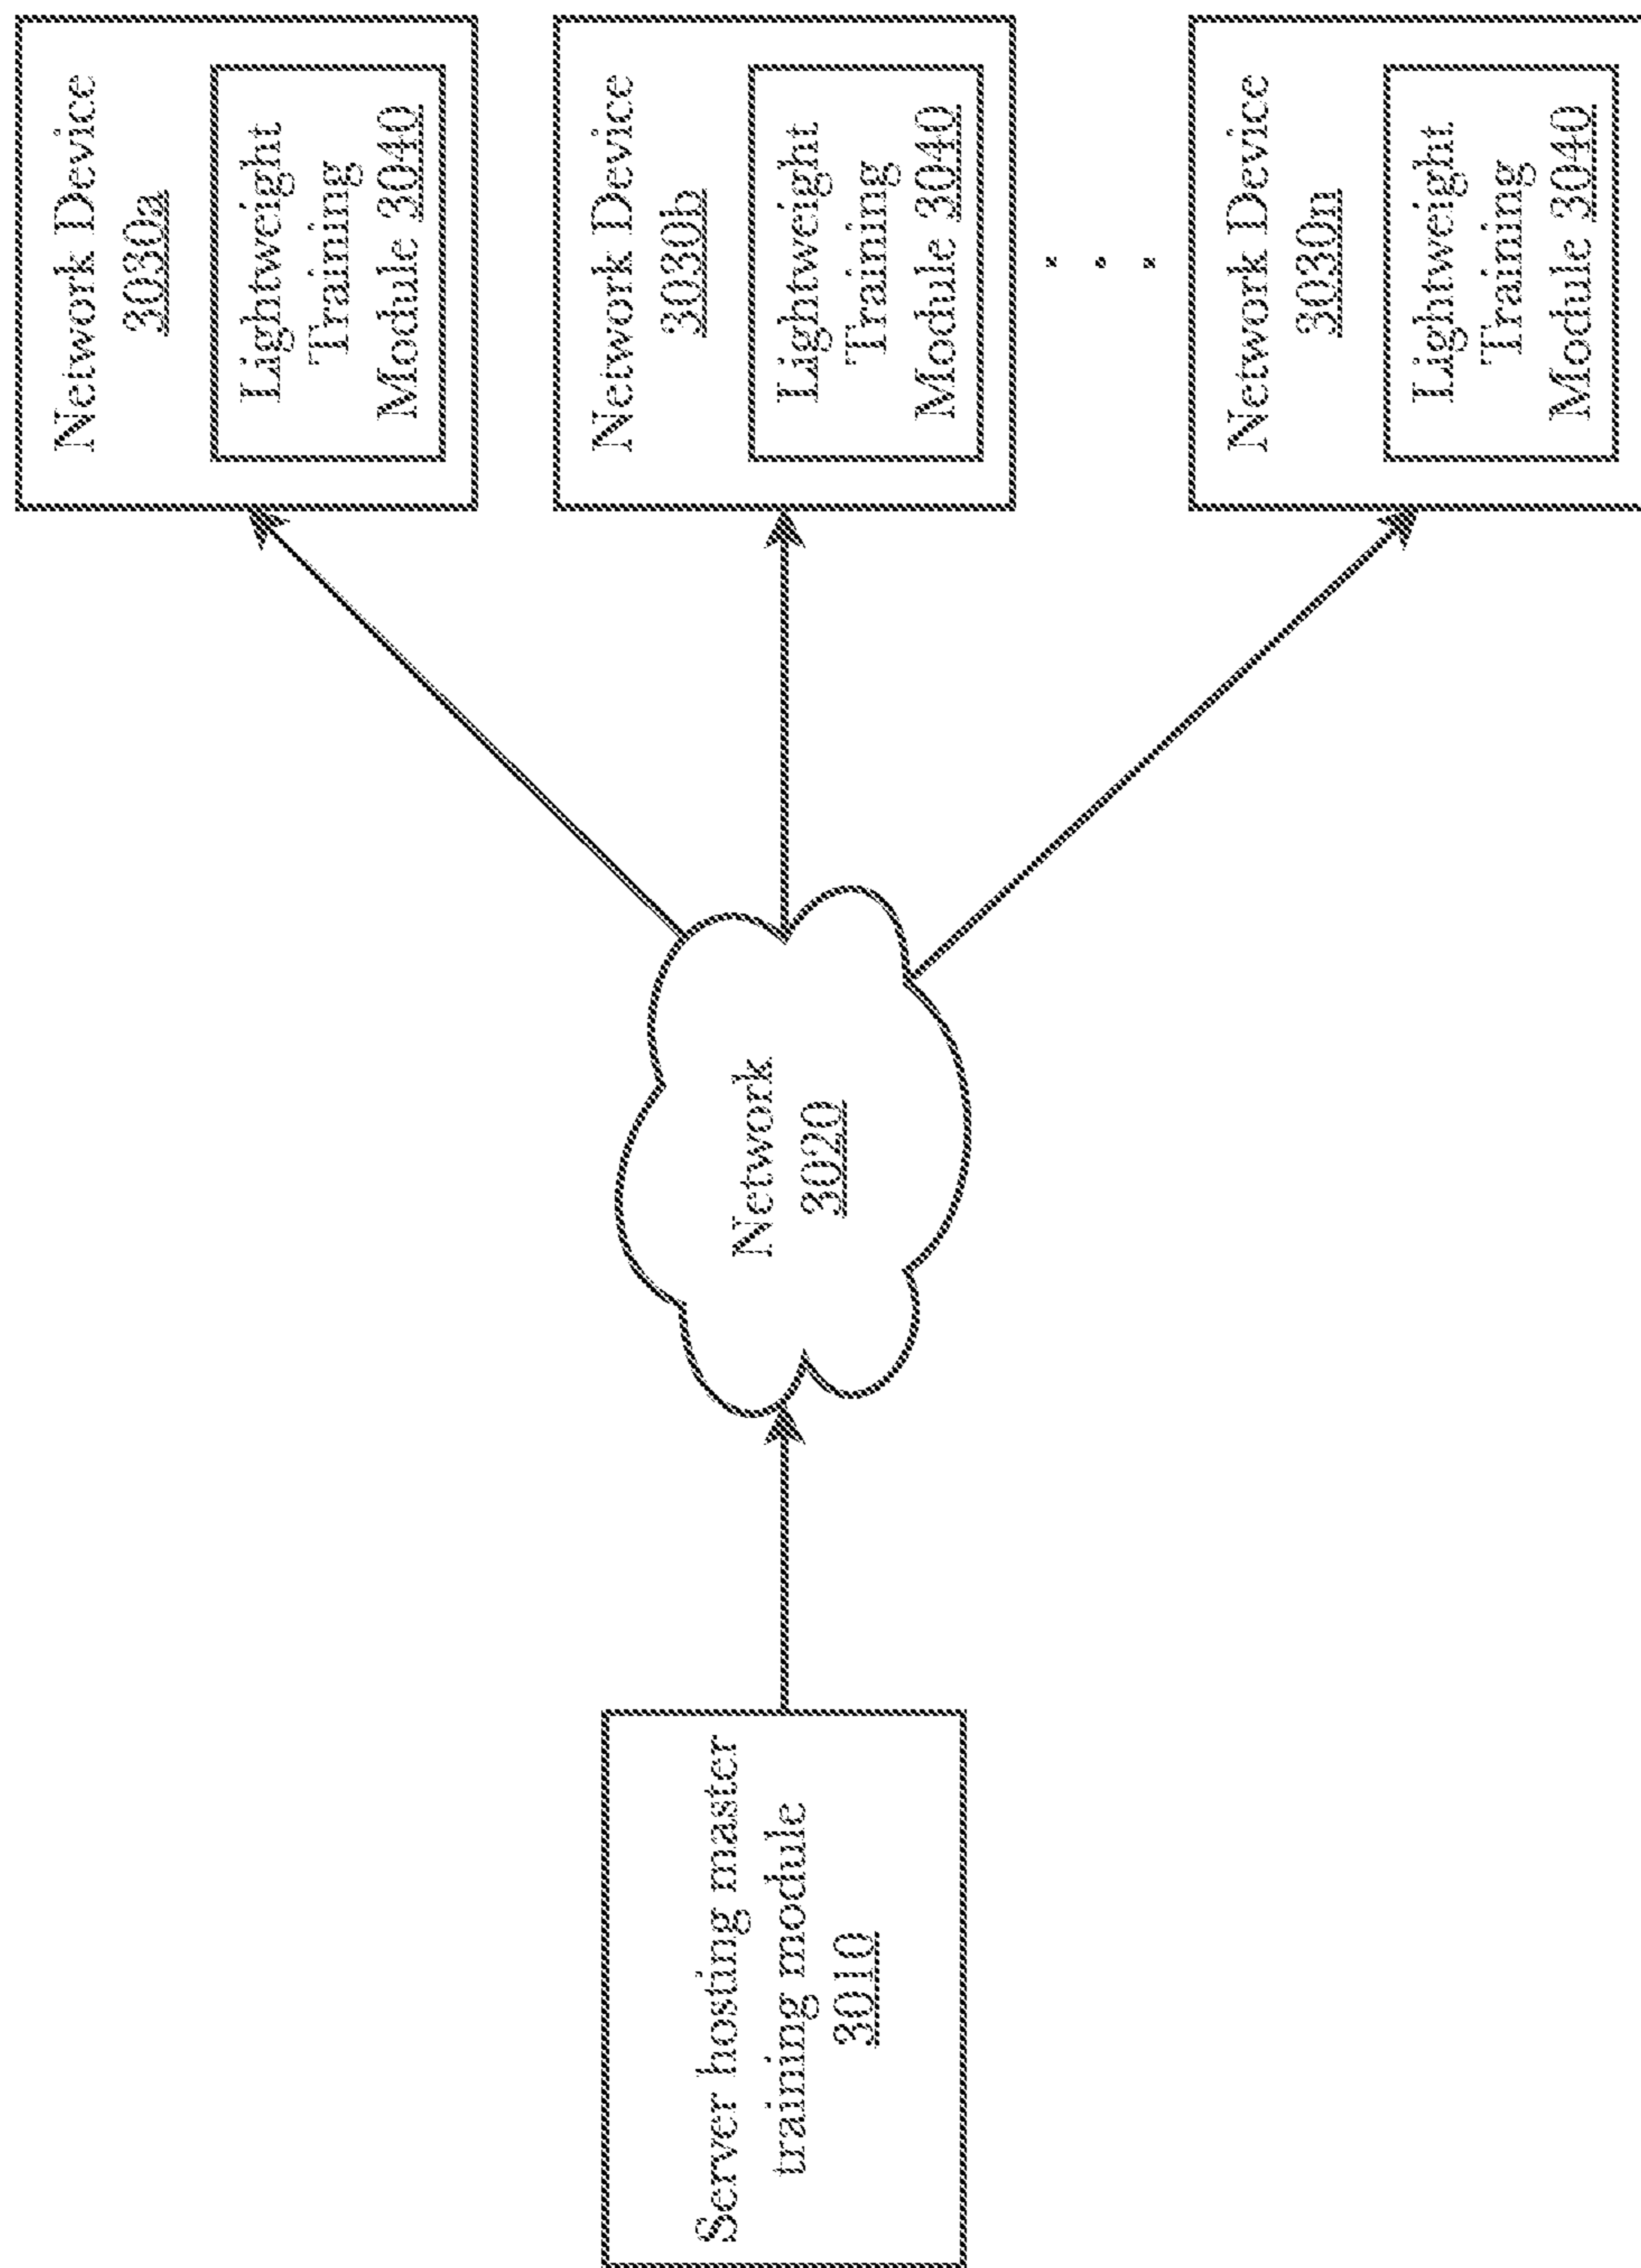 Server hosting master
training module
3010
Network
3020
Network Device
3030a
Lightweight
Training
Module 3040
Network Device
3030b
Lightweight
Training
Module 3040
Network Device
3030n
Lightweight
Training
Module 3040